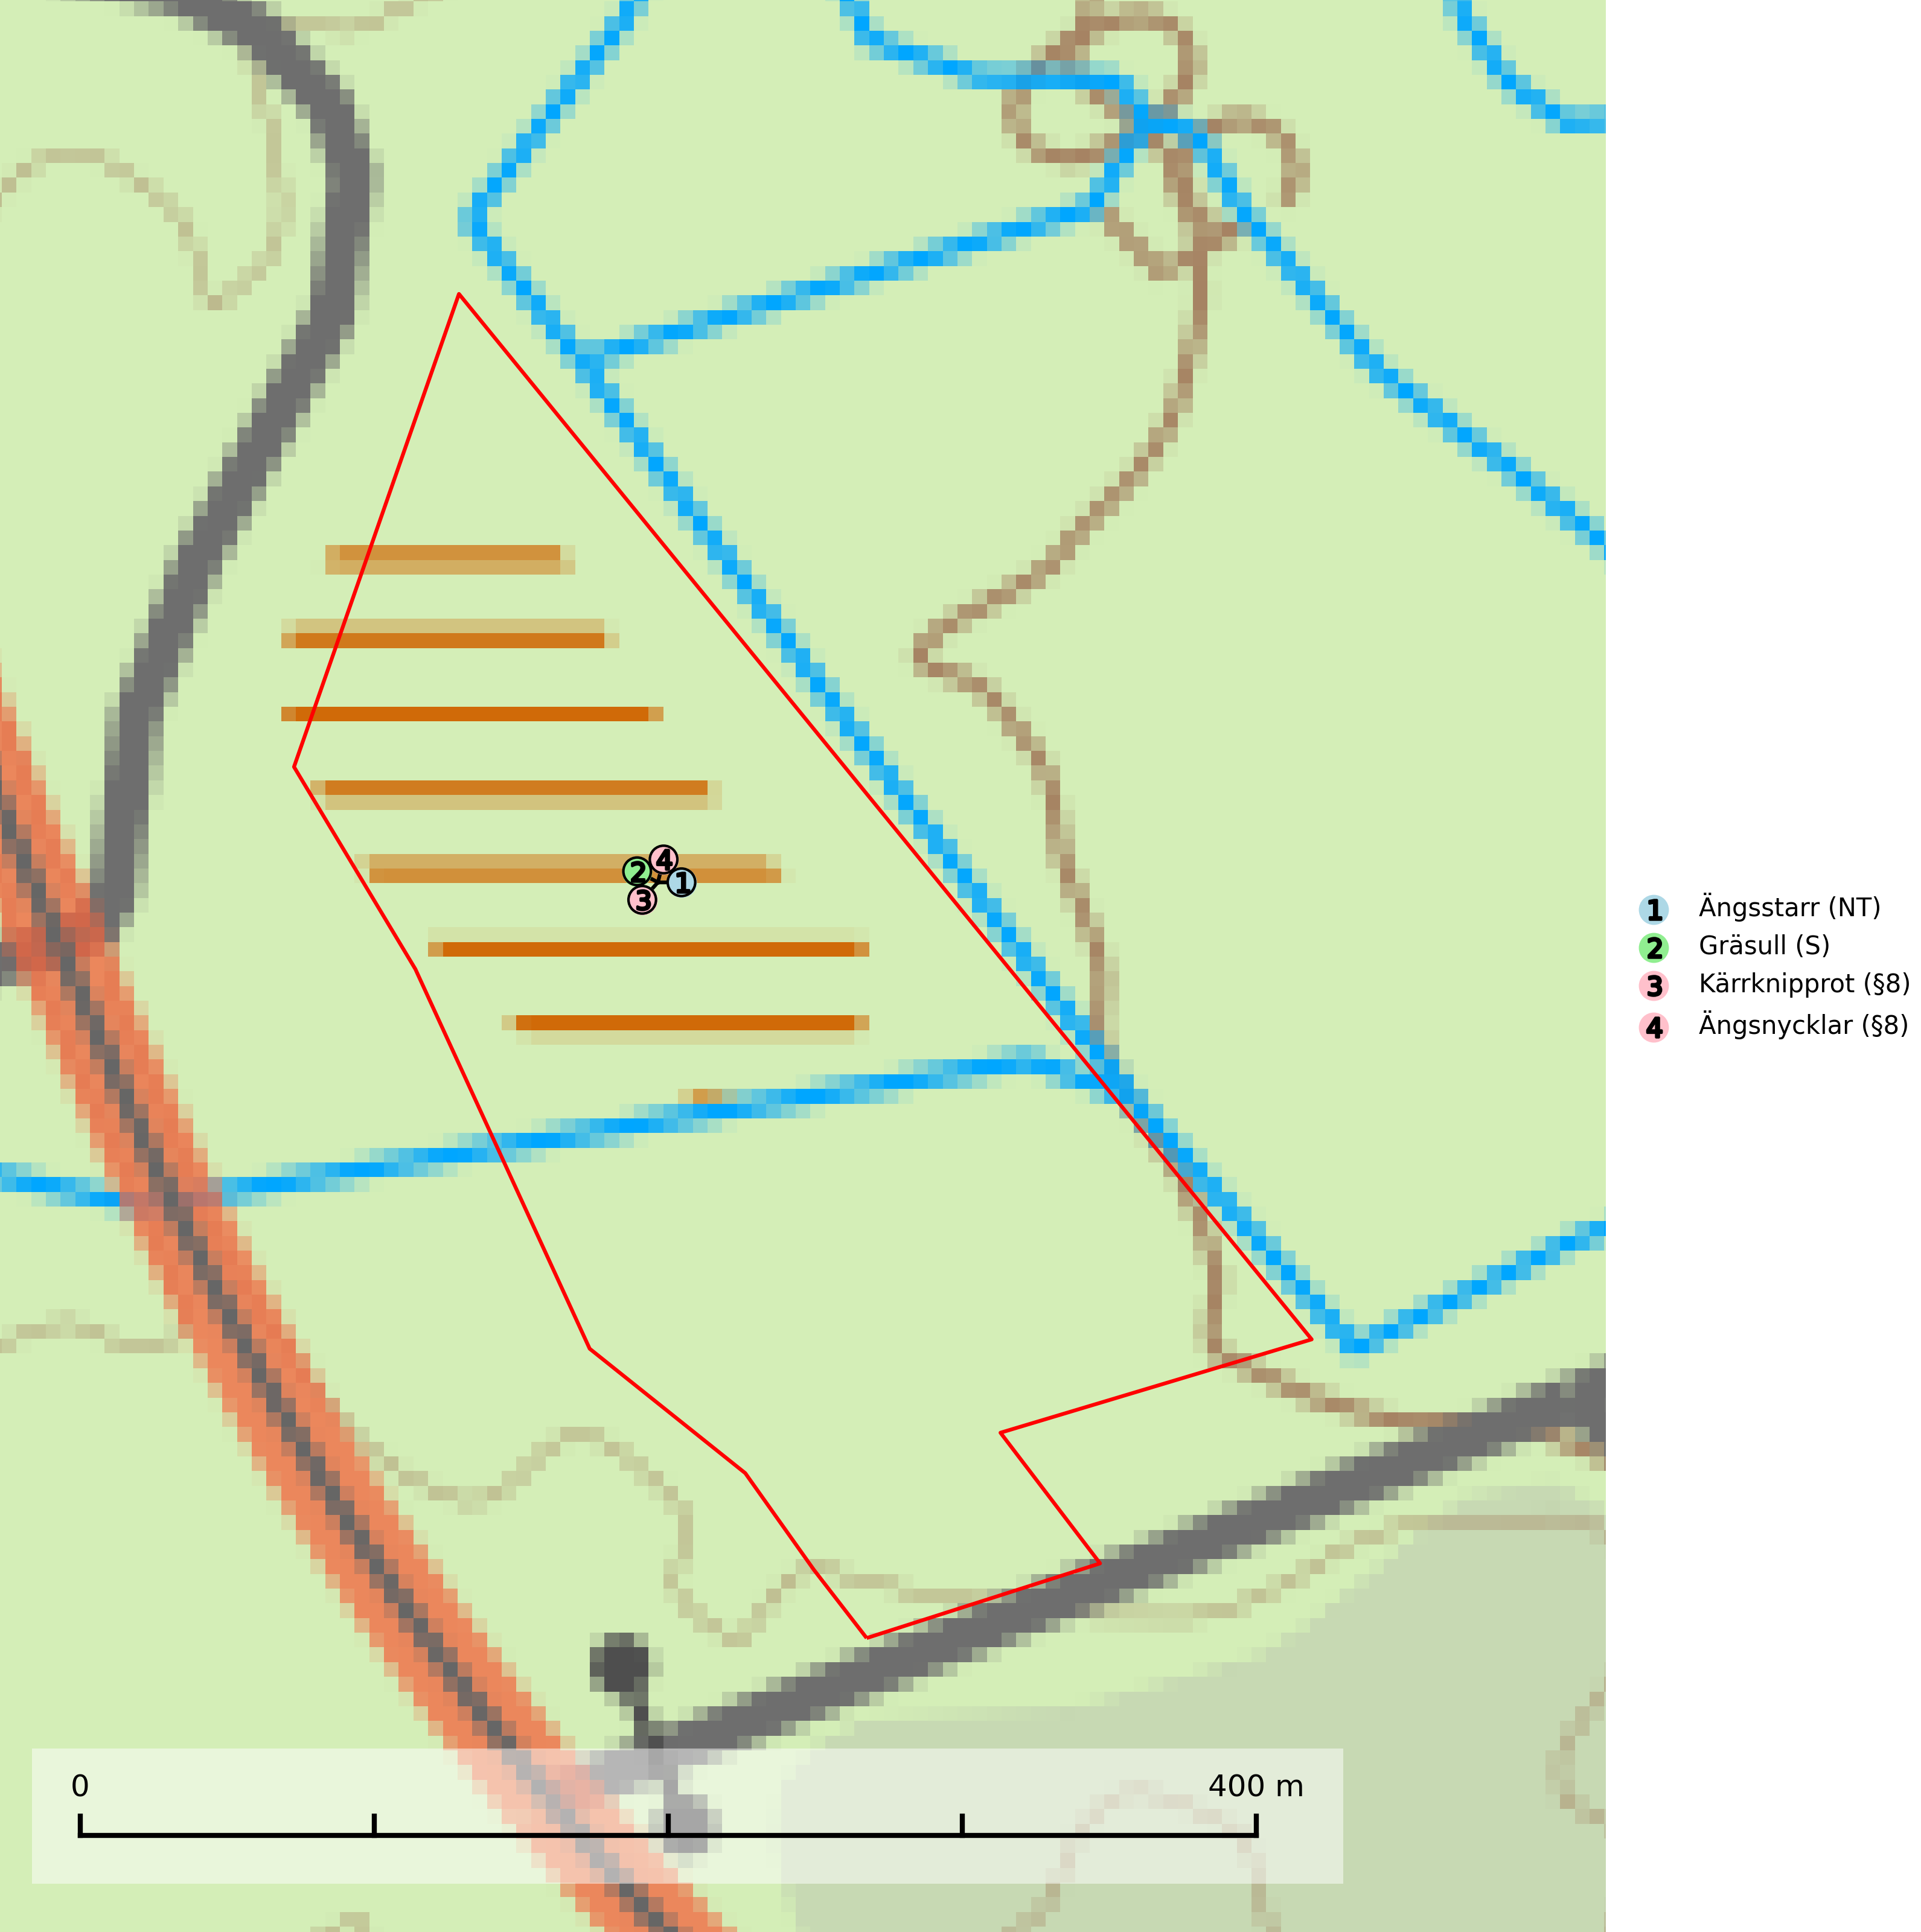 4
2
1
3
1 Ängsstarr (NT)
2 Gräsull (S)
3 Kärrknipprot (§8)
4 Ängsnycklar (§8)
0 400 m